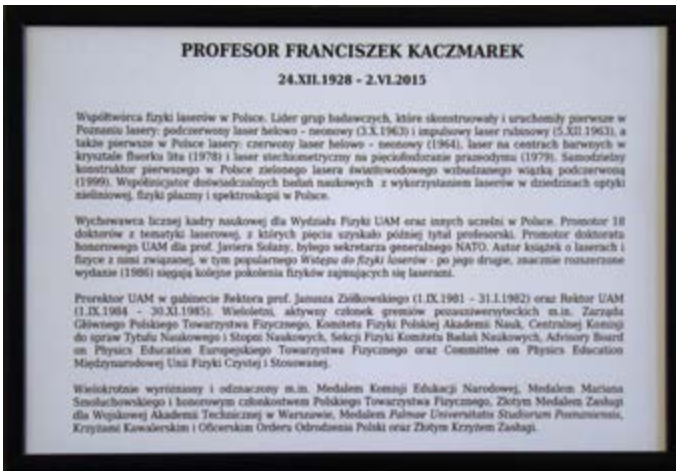 PROFESOR FRANCISZEK KACZMAREK
24.XII.1928 – 2.VI.2015
Współtwórca fizyki laserów w Polsce. Lider grup badawczych, które skonstruowały i uruchomiły pierwsze w
Poznaniu lasery: podczerwony laser helowo – neonowy (3.X.1963) i impulsowy laser rubinowy (5.XII.1963), a
także pierwsze w Polsce lasery: czerwony laser helowo – neonowy (1964), laser na centrach barwnych w
krysztale fluorku litu (1978) i laser stechiometryczny na pięciofosforanie prazeodymu (1979). Samodzielny
konstruktor pierwszego w Polsce zielonego lasera światłowodowego wzbudzanego wiązką podczerwoną
(1999). Współinicjator doświadczalnych badań naukowych z wykorzystaniem laserów w dziedzinach optyki
nieliniowej, fizyki plazmy i spektroskopii w Polsce.
Wychowawca licznej kadry naukowej dla Wydziału Fizyki UAM oraz innych uczelni w Polsce. Promotor 18
doktorów z tematyki laserowej, z których pięciu uzyskało później tytuł profesorski. Promotor doktoratu
honorowego UAM dla prof. Javiera Solany, byłego sekretarza generalnego NATO. Autor książek o laserach i
fizyce z nimi związanej, w tym popularnego Wstępu do fizyki laserów - po jego drugie, znacznie rozszerzone
wydanie (1986) sięgają kolejne pokolenia fizyków zajmujących się laserami.
Prorektor UAM w gabinecie Rektora prof. Janusza Ziółkowskiego (1.IX.1981 – 31.I.1982) oraz Rektor UAM
(1.IX.1984 – 30.XI.1985). Wieloletni, aktywny członek gremiów pozauniwersyteckich m.in. Zarządu
Głównego Polskiego Towarzystwa Fizycznego, Komitetu Fizyki Polskiej Akademii Nauk, Centralnej Komisji
do spraw Tytułu Naukowego i Stopni Naukowych, Sekcji Fizyki Komitetu Badań Naukowych, Advisory Board
on Physics Education Europejskiego Towarzystwa Fizycznego oraz Committee on Physics Education
Międzynarodowej Unii Fizyki Czystej i Stosowanej.
Wielokrotnie wyróżniony i odznaczony m.in. Medalem Komisji Edukacji Narodowej, Medalem Mariana
Smoluchowskiego i honorowym członkostwem Polskiego Towarzystwa Fizycznego, Złotym Medalem Zasługi
dla Wojskowej Akademii Technicznej w Warszawie, Medalem Palmae Universitatis Studiorum Posnaniensis,
Krzyżami Kawalerskim i Oficerskim Orderu Odrodzenia Polski oraz Złotym Krzyżem Zasługi.